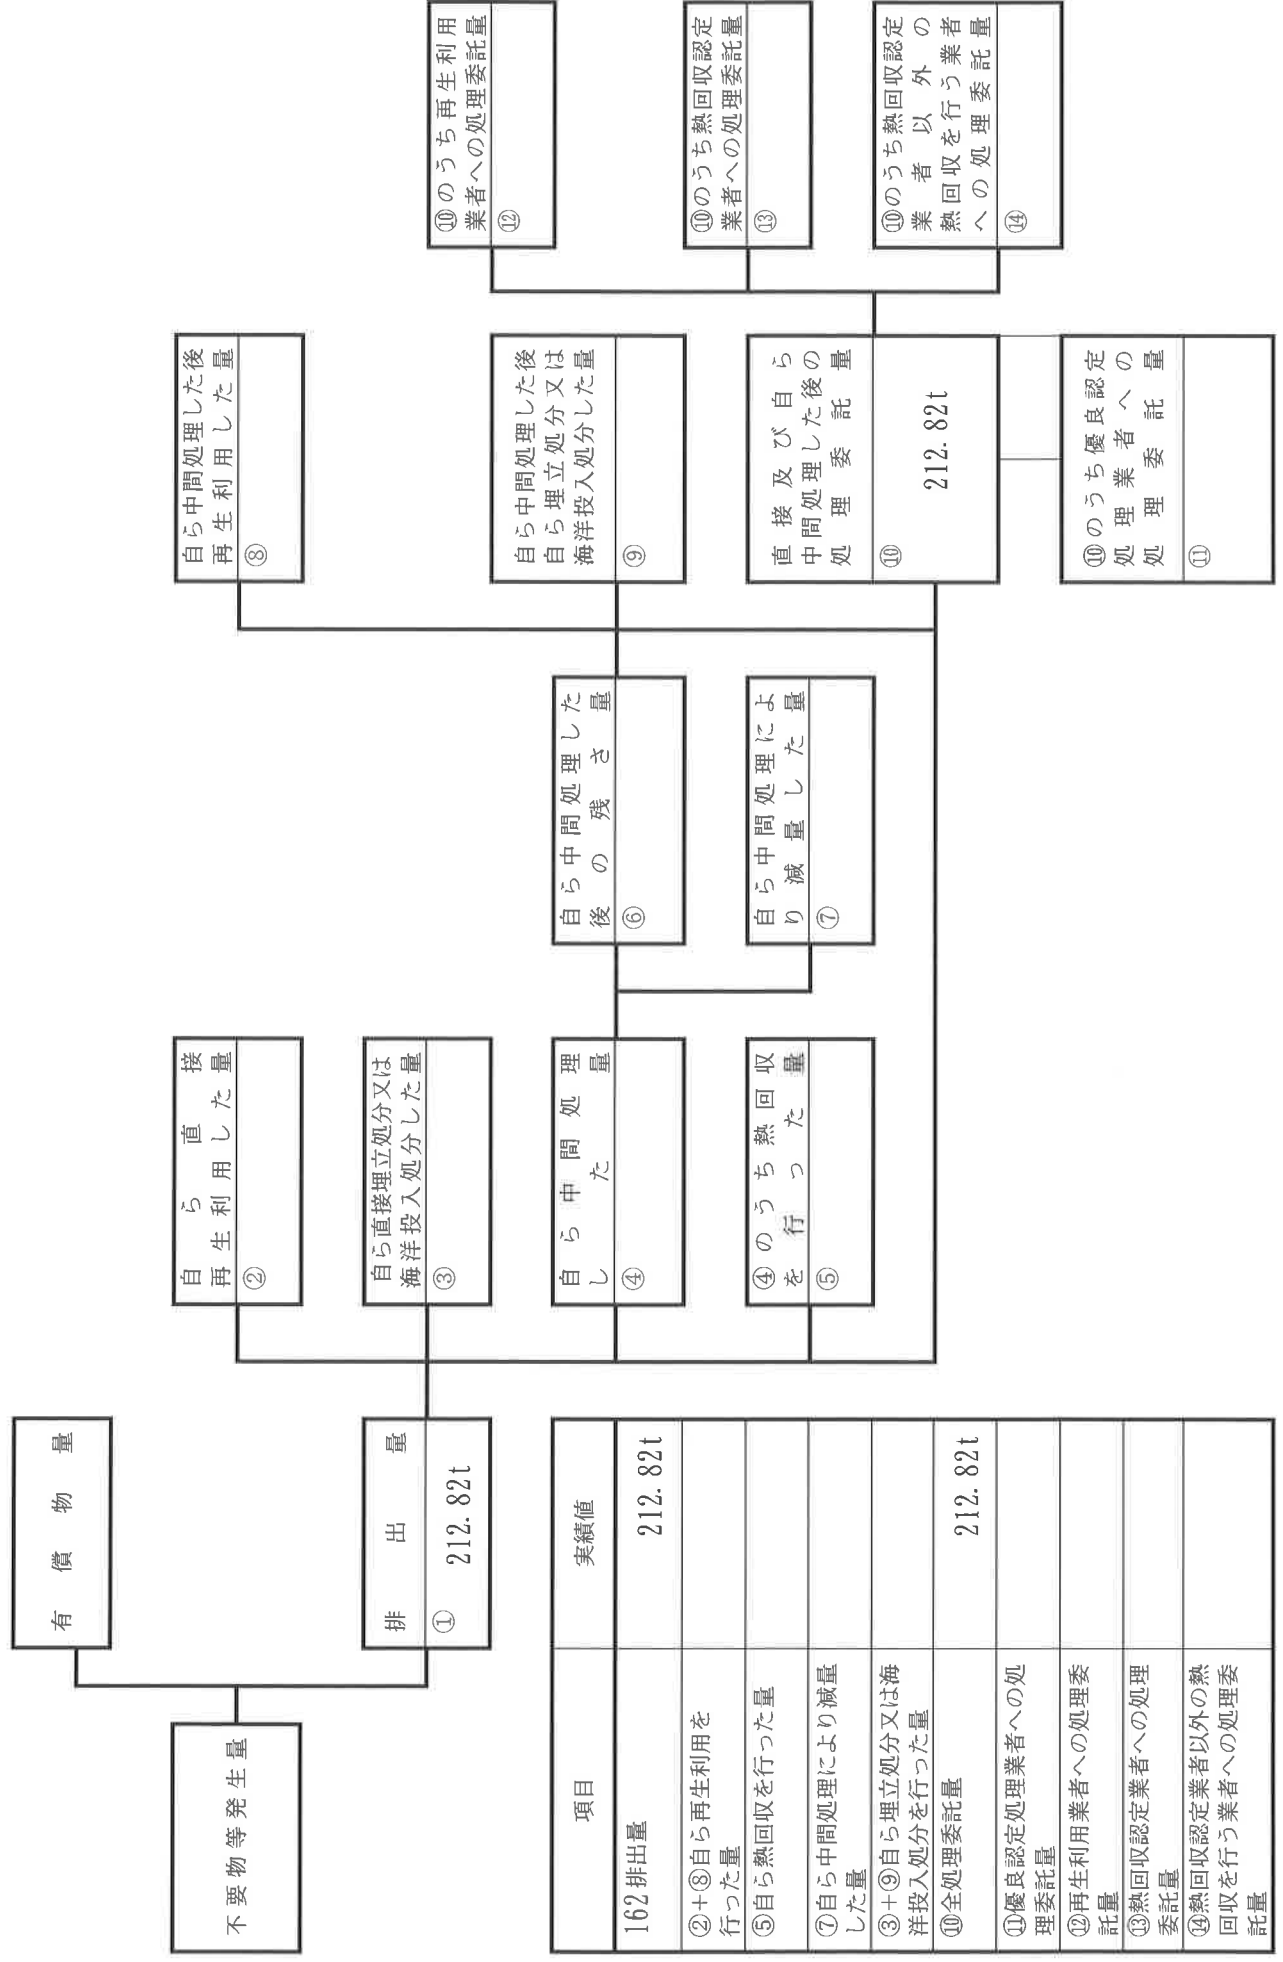 不要物等発生量
有償物量
排出量
①
212.82t
自ら直接
再生利用した量
②
自ら直接埋立処分又は
海洋投入処分した量
③
自ら中間処理
した量
④
④のうち熱回収
を行った量
⑤
自ら中間処理した
後の残さ量
⑥
自ら中間処理によ
り減量した量
⑦
自ら中間処理した後
再生利用した量
⑧
自ら中間処理した後
自ら埋立処分又は
海洋投入処分した量
⑨
直接及び自ら
中間処理した後の
処理委託量
⑩
212.82t
⑩のうち優良認定
処理業者への
処理委託量
⑪
⑩のうち再生利用
業者への処理委託量
⑫
⑩のうち熱回収認定
業者への処理委託量
⑬
⑩のうち熱回収認定
業者以外の
熱回収を行う業者
への処理委託量
⑭
項目 実績値
162排出量 212.82t
②+⑧自ら再生利用を
行った量
⑤自ら熱回収を行った量
⑦自ら中間処理により減量
した量
③+⑨自ら埋立処分又は海
洋投入処分を行った量
⑩全処理委託量 212.82t
⑪優良認定処理業者への処
理委託量
⑫再生利用業者への処理委
託量
⑬熱回収認定業者への処理
委託量
⑭熱回収認定業者以外の熱
回収を行う業者への処理委
託量